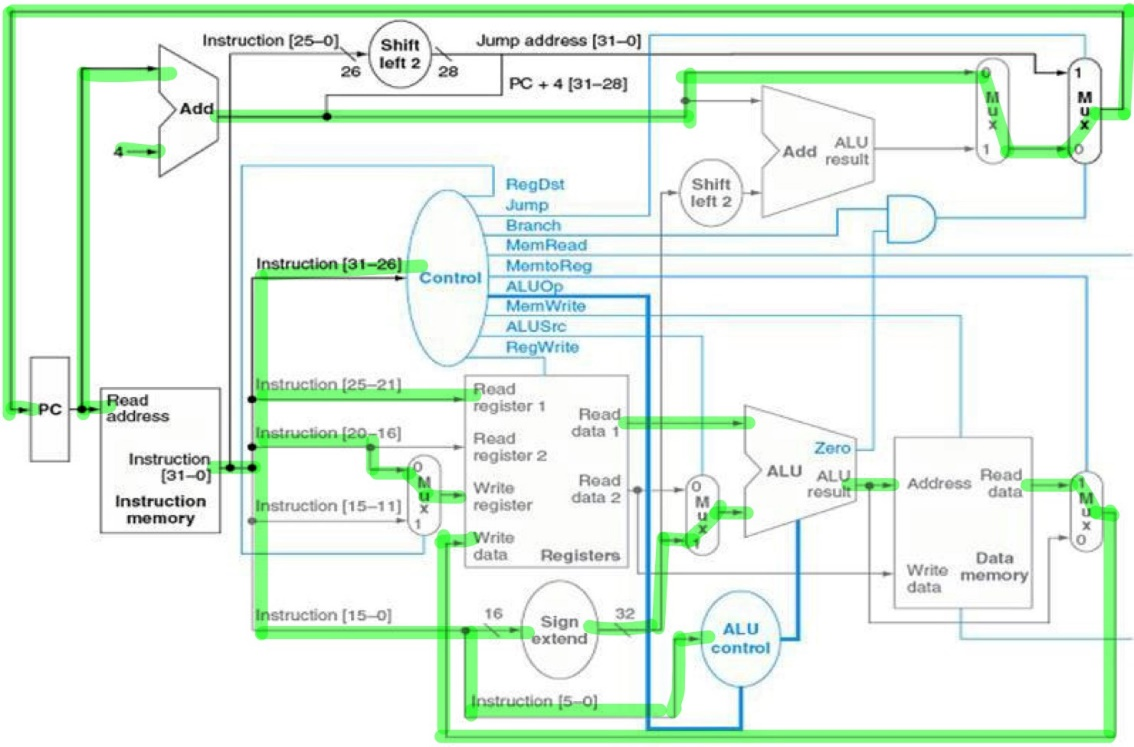 Instruction [25–0]
26
Shift
left 2
28
Jump address [31–0]
PC + 4 [31–28]
Add
4
0
M
u
x
1
1
M
u
x
0
Add
ALU
result
Shift
left 2
RegDst
Jump
Branch
MemRead
MemtoReg
ALUOp
MemWrite
ALUSrc
RegWrite
Control
Instruction [31–26]
PC
Read
address
Instruction
[31–0]
Instruction
memory
Instruction [25–21]
Instruction [20–16]
Instruction [15–11]
0
M
u
x
1
Read
register 1
Read
register 2
Write
register
Write
data
Read
data 1
Read
data 2
Registers
0
M
u
x
1
Zero
ALU
ALU
result
Address
Read
data
Write
data
Data
memory
1
M
u
x
0
Instruction [15–0]
16
Sign
extend
32
ALU
control
Instruction [5–0]